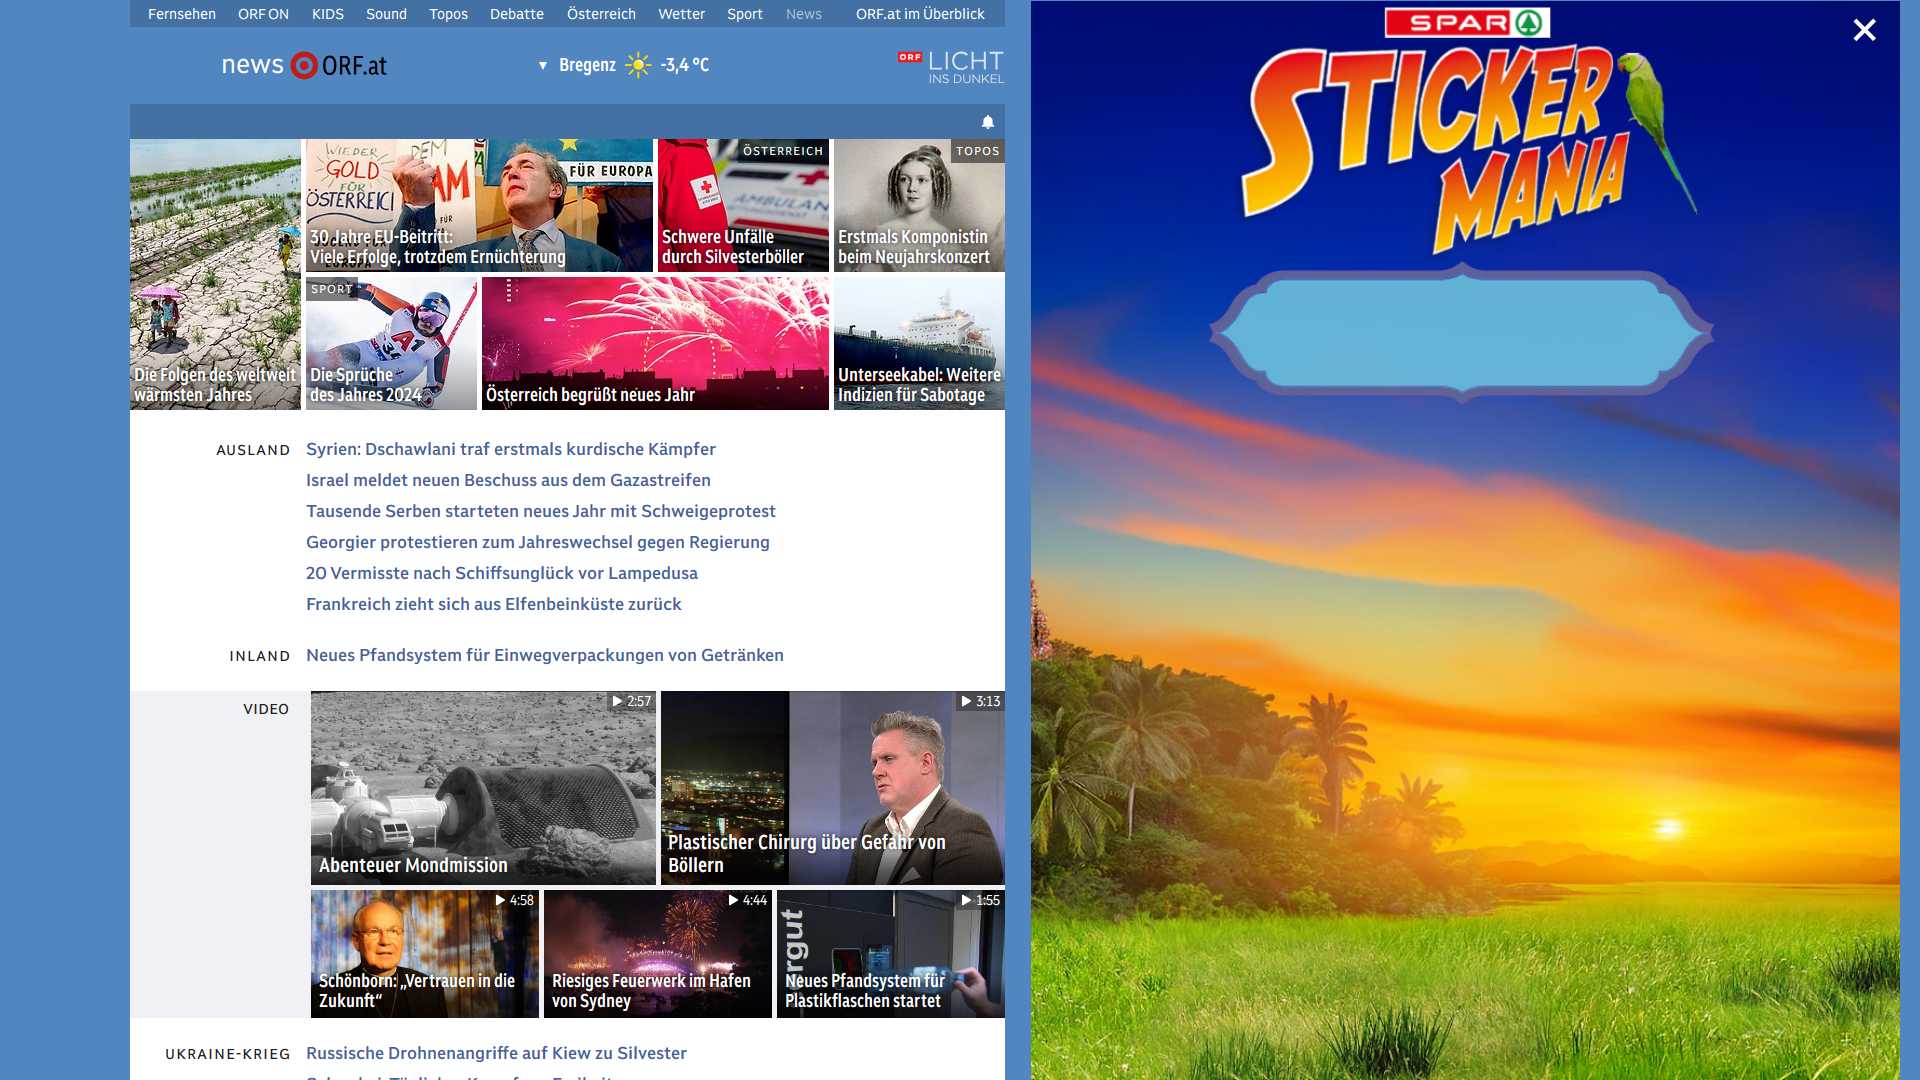 Fernsehen ORF ON KIDS Sound Topos Debatte Österreich Wetter Sport News ORF.at im Überblick
news ORF.at
▼ Bregenz -3,4 °C
ORF LICHT
INS DUNKEL
Die Folgen des weltweit
wärmsten Jahres
WIEDER
GOLD
FÜR
ÖSTERREICH
FÜR EUROPA
30 Jahre EU-Beitritt:
Viele Erfolge, trotzdem Ernüchterung
ÖSTERREICH
Schwere Unfälle
durch Silvesterböller
TOPOS
Erstmals Komponistin
beim Neujahrskonzert
SPORT
Die Sprüche
des Jahres 2024
Österreich begrüßt neues Jahr
Unterseekabel: Weitere
Indizien für Sabotage
AUSLAND
Syrien: Dschawlani traf erstmals kurdische Kämpfer
Israel meldet neuen Beschuss aus dem Gazastreifen
Tausende Serben starteten neues Jahr mit Schweigeprotest
Georgier protestieren zum Jahreswechsel gegen Regierung
20 Vermisste nach Schiffsunglück vor Lampedusa
Frankreich zieht sich aus Elfenbeinküste zurück
INLAND
Neues Pfandsystem für Einwegverpackungen von Getränken
VIDEO
2:57
Abenteuer Mondmission
3:13
Plastischer Chirurg über Gefahr von
Böllern
4:58
Schönborn: „Vertrauen in die
Zukunft“
4:44
Riesiges Feuerwerk im Hafen
von Sydney
1:55
Neues Pfandsystem für
Plastikflaschen startet
UKRAINE-KRIEG
Russische Drohnenangriffe auf Kiew zu Silvester
SPAR
STICKER
MANIA